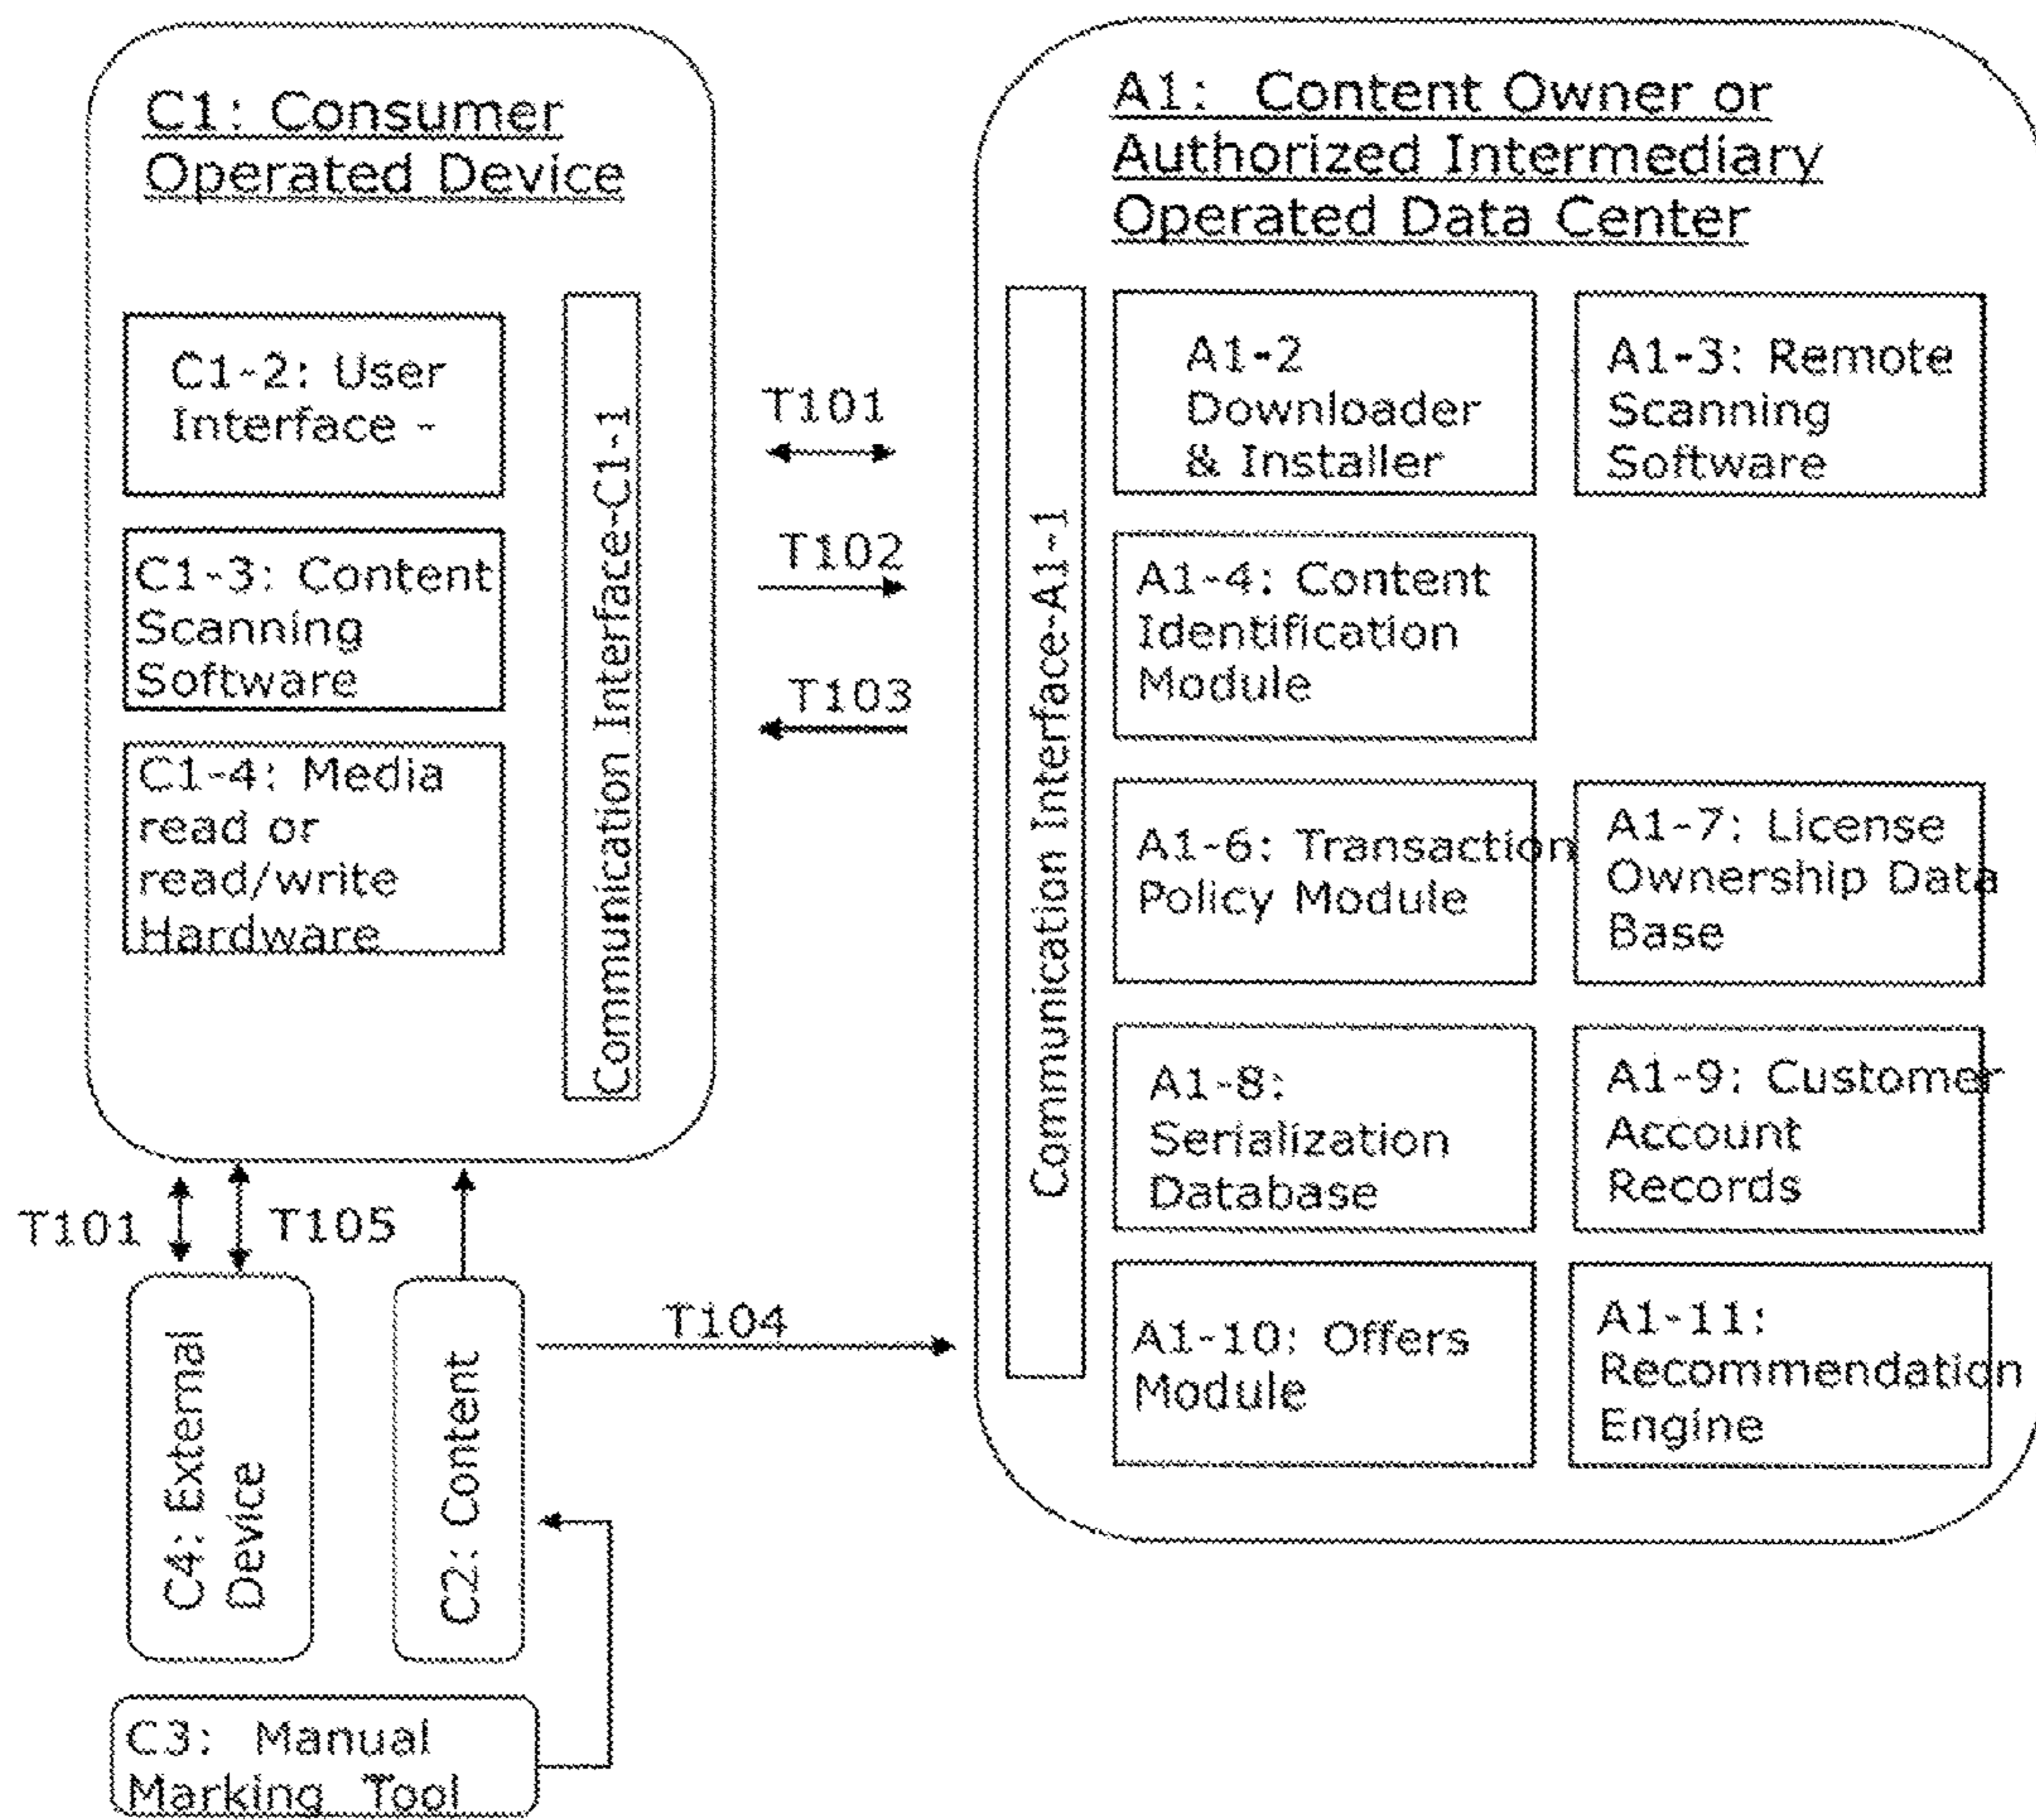 C1: Consumer
Operated Device
C1-2: User
Interface -
C1-3: Content
Scanning
Software
C1-4: Media
read or
read/write
Hardware
Communication Interface-C1-1
T101
T102
T103
A1: Content Owner or
Authorized Intermediary
Operated Data Center
Communication Interface-A1-1
A1-2
Downloader
& Installer
A1-3: Remote
Scanning
Software
A1-4: Content
Identification
Module
A1-6: Transaction
Policy Module
A1-7: License
Ownership Data
Base
A1-8:
Serialization
Database
A1-9: Customer
Account
Records
A1-10: Offers
Module
A1-11:
Recommendation
Engine
T101
T105
T104
C4: External
Device
C2: Content
C3: Manual
Marking Tool